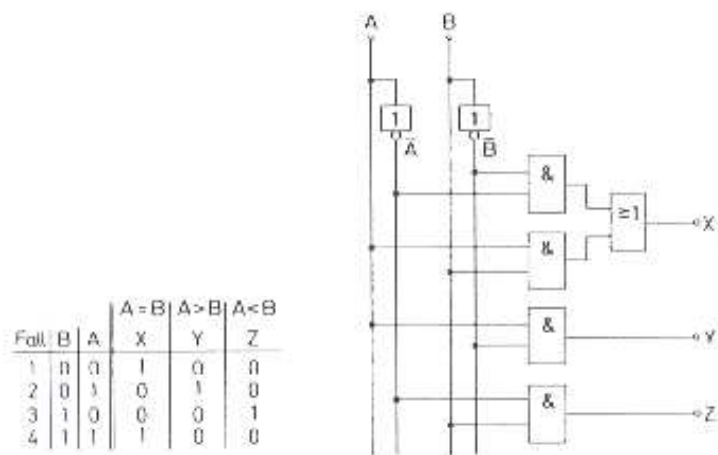 A B
1 1
Ā B̄
&
≥1
X
&
& Y
& Z
A = B A > B A < B
Fall B A X Y Z
1 0 0 1 0 0
2 0 1 0 1 0
3 1 0 0 0 1
4 1 1 1 0 0